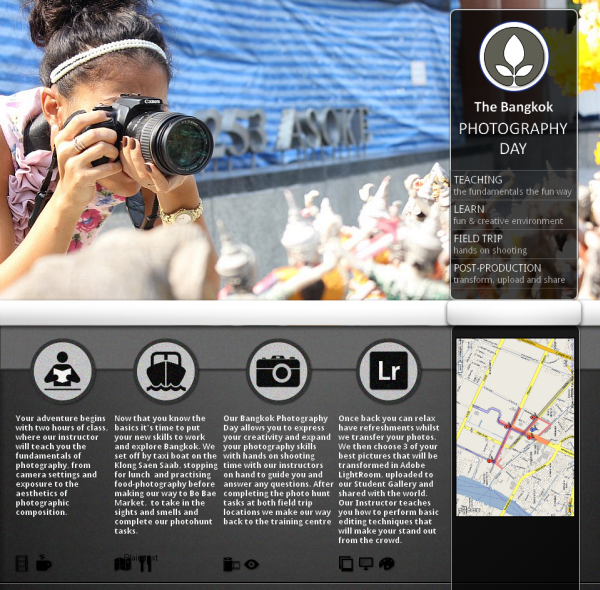 Canon
253 ASOKE
The Bangkok
PHOTOGRAPHY
DAY
TEACHING
the fundamentals the fun way
LEARN
fun & creative environment
FIELD TRIP
hands on shooting
POST-PRODUCTION
transform, upload and share
Lr
Your adventure begins
with two hours of class,
where our instructor
will teach you the
fundamentals of
photography, from
camera settings and
exposure to the
aesthetics of
photographic
composition.
Now that you know the
basics it's time to put
your new skills to work
and explore Bangkok. We
set off by taxi boat on the
Klong Saen Saab, stopping
for lunch and practising
food-photography before
making our way to Bo Bae
Market, to take in the
sights and smells and
complete our photohunt
tasks.
Our Bangkok Photography
Day allows you to express
your creativity and expand
your photography skills
with hands on shooting
time with our instructors
on hand to guide you and
answer any questions. After
completing the photo hunt
tasks at both field trip
locations we make our way
back to the training centre
Once back you can relax
have refreshments whilst
we transfer your photos.
We then choose 3 of your
best pictures that will be
transformed in Adobe
LightRoom, uploaded to
our Student Gallery and
shared with the world.
Our Instructor teaches
you how to perform basic
editing techniques that
will make your stand out
from the crowd.